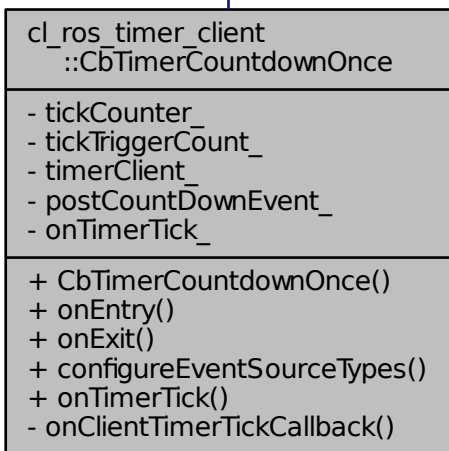 cl_ros_timer_client
::CbTimerCountdownOnce
- tickCounter_
- tickTriggerCount_
- timerClient_
- postCountDownEvent_
- onTimerTick_
+ CbTimerCountdownOnce()
+ onEntry()
+ onExit()
+ configureEventSourceTypes()
+ onTimerTick()
- onClientTimerTickCallback()